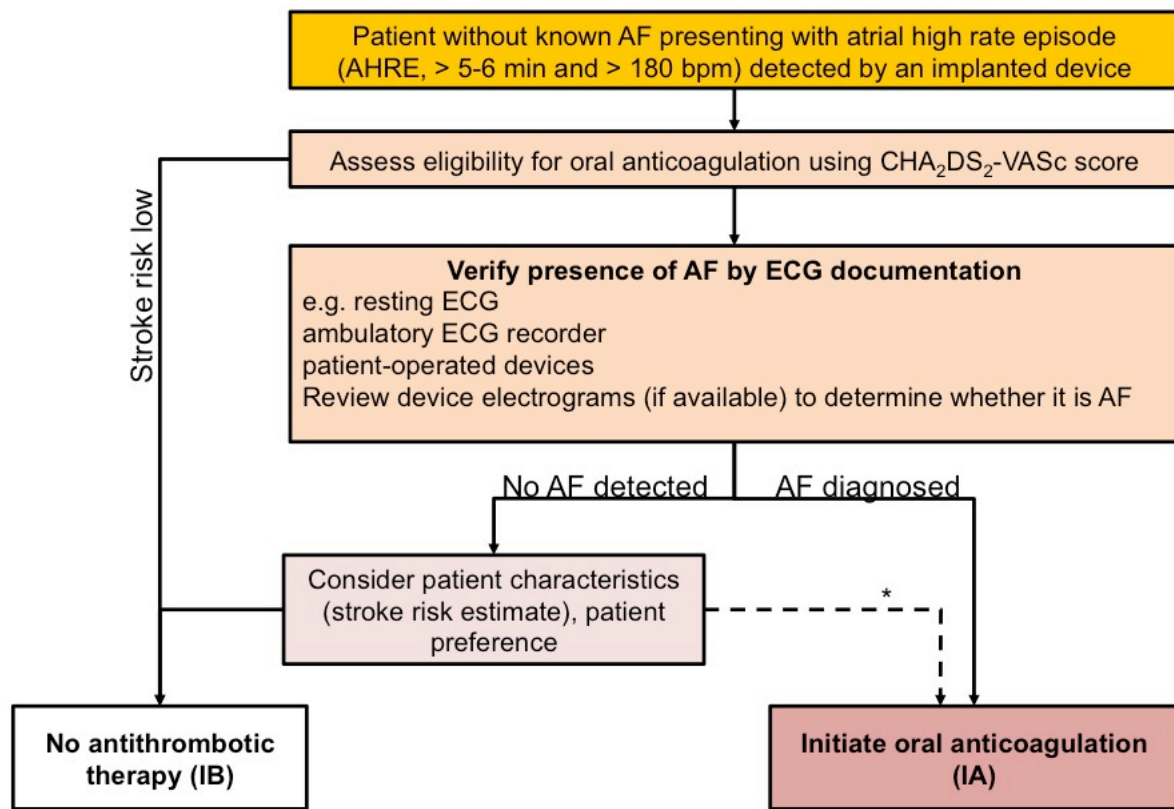 Patient without known AF presenting with atrial high rate episode
(AHRE, > 5-6 min and > 180 bpm) detected by an implanted device
Assess eligibility for oral anticoagulation using CHA₂DS₂-VASc score
Stroke risk low
Verify presence of AF by ECG documentation
e.g. resting ECG
ambulatory ECG recorder
patient-operated devices
Review device electrograms (if available) to determine whether it is AF
No AF detected
AF diagnosed
Consider patient characteristics
(stroke risk estimate), patient
preference
*
No antithrombotic
therapy (IB)
Initiate oral anticoagulation
(IA)